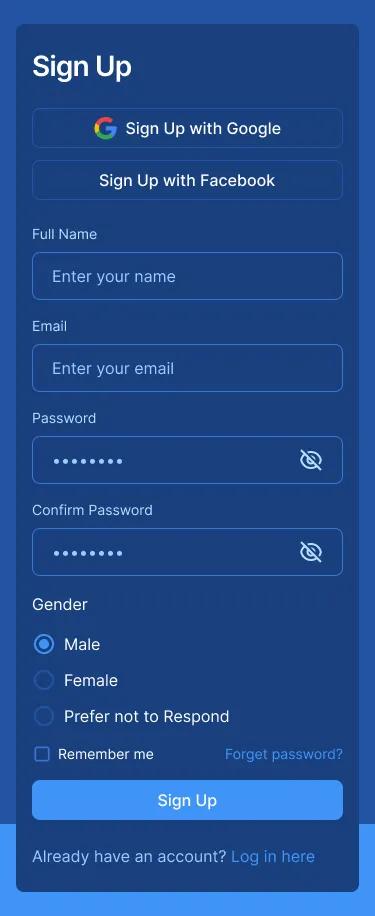 Sign Up
Sign Up with Google
Sign Up with Facebook
Full Name
Enter your name
Email
Enter your email
Password
••••••••
Confirm Password
••••••••
Gender
Male
Female
Prefer not to Respond
Remember me Forget password?
Sign Up
Already have an account? Log in here